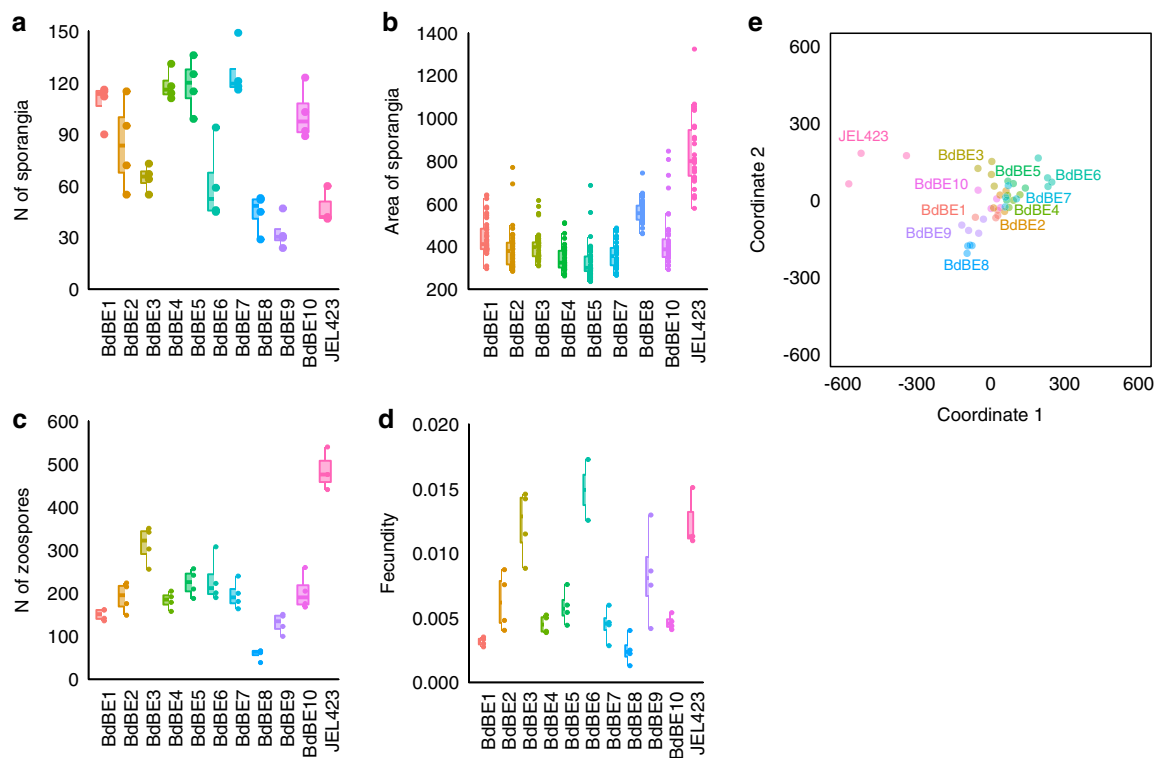 a
N of sporangia
150
120
90
60
30
0
BdBE1
BdBE2
BdBE3
BdBE4
BdBE5
BdBE6
BdBE7
BdBE8
BdBE9
BdBE10
JEL423
b
Area of sporangia
1400
1200
1000
800
600
400
200
BdBE1
BdBE2
BdBE3
BdBE4
BdBE5
BdBE7
BdBE8
BdBE10
JEL423
e
Coordinate 2
600
300
0
-300
-600
JEL423
BdBE3
BdBE5
BdBE6
BdBE10
BdBE7
BdBE1
BdBE4
BdBE2
BdBE9
BdBE8
-600
-300
0
300
600
Coordinate 1
c
N of zoospores
600
500
400
300
200
100
0
BdBE1
BdBE2
BdBE3
BdBE4
BdBE5
BdBE6
BdBE7
BdBE8
BdBE9
BdBE10
JEL423
d
Fecundity
0.020
0.015
0.010
0.005
0.000
BdBE1
BdBE2
BdBE3
BdBE4
BdBE5
BdBE6
BdBE7
BdBE8
BdBE9
BdBE10
JEL423